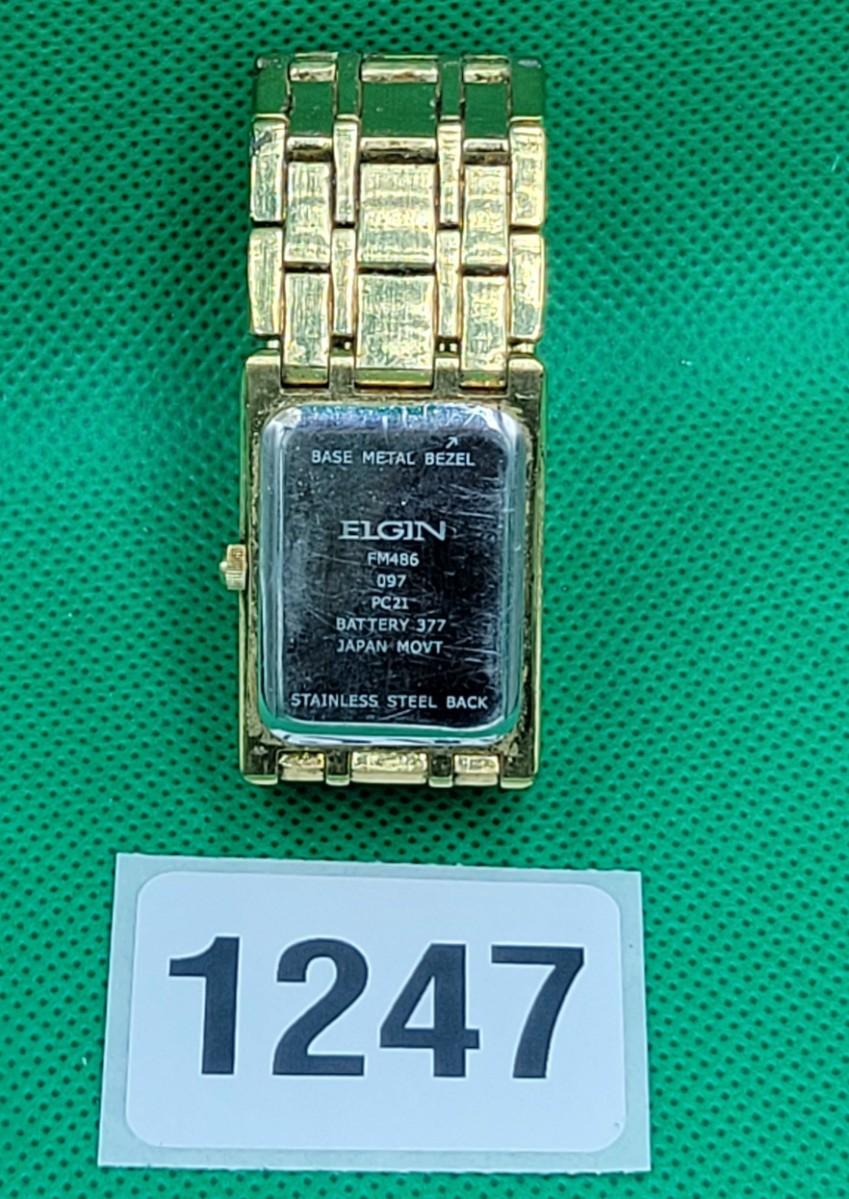 BASE METAL BEZEL
ELGIN
FM486
097
PC21
BATTERY 377
JAPAN MOVT
STAINLESS STEEL BACK
1247